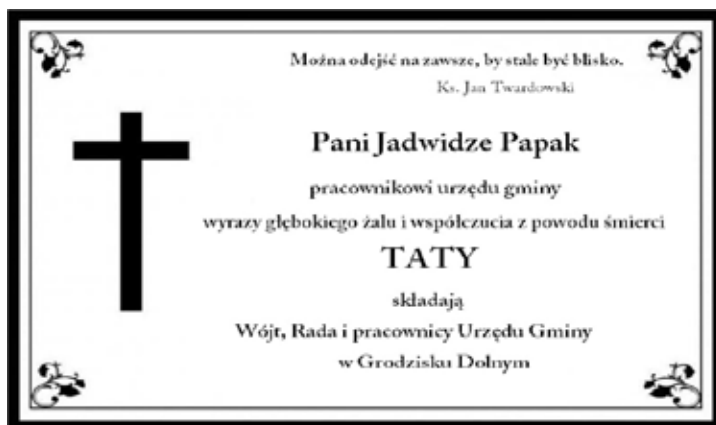 Można odejść na zawsze, by stale być blisko.
Ks. Jan Twardowski
Pani Jadwidze Papak
pracownikowi urzędu gminy
wyrazy głębokiego żalu i współczucia z powodu śmierci
TATY
składają
Wójt, Rada i pracownicy Urzędu Gminy
w Grodzisku Dolnym